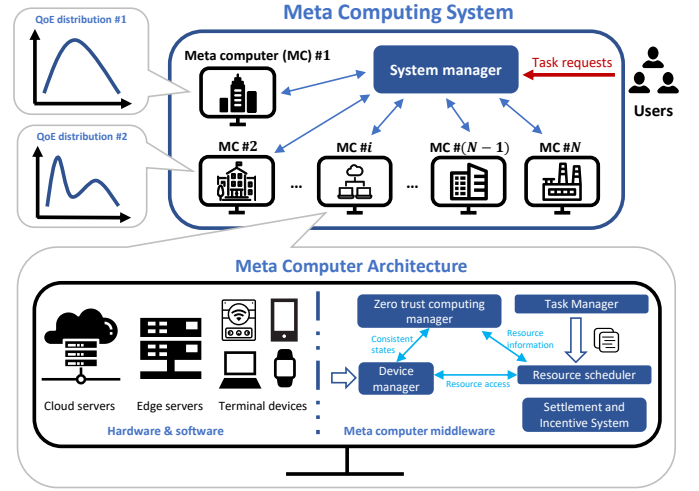 Meta Computing System
QoE distribution #1
Meta computer (MC) #1
System manager
Task requests
Users
QoE distribution #2
MC #2
MC #i
MC #(N − 1)
MC #N
...
...
Meta Computer Architecture
Zero trust computing
manager
Task Manager
Consistent
states
Resource
information
Device
manager
Resource access
Resource scheduler
Cloud servers
Edge servers
Terminal devices
Settlement and
Incentive System
Hardware & software
Meta computer middleware